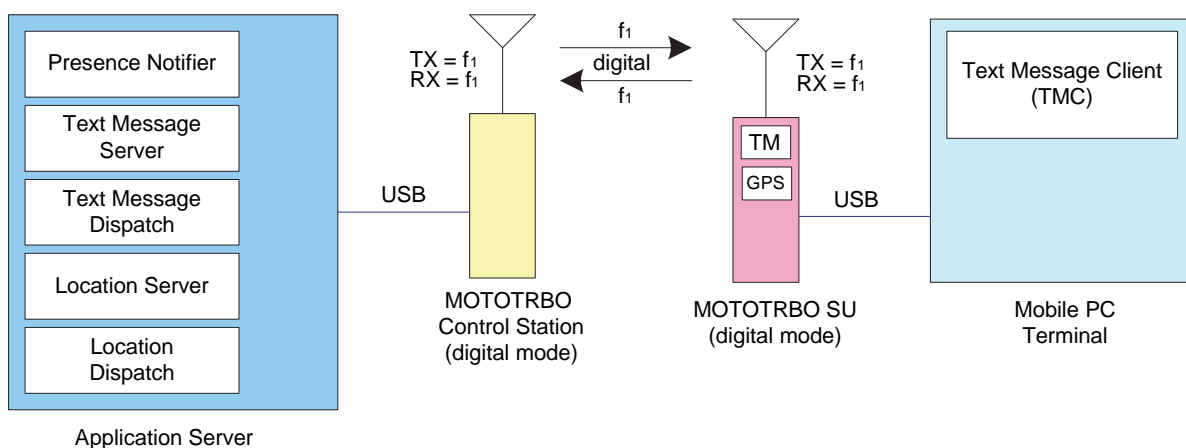 Presence Notifier
Text Message
Server
Text Message
Dispatch
Location Server
Location
Dispatch
Application Server
USB
TX = f1
RX = f1
MOTOTRBO
Control Station
(digital mode)
f1
digital
f1
TX = f1
RX = f1
TM
GPS
MOTOTRBO SU
(digital mode)
USB
Text Message Client
(TMC)
Mobile PC
Terminal